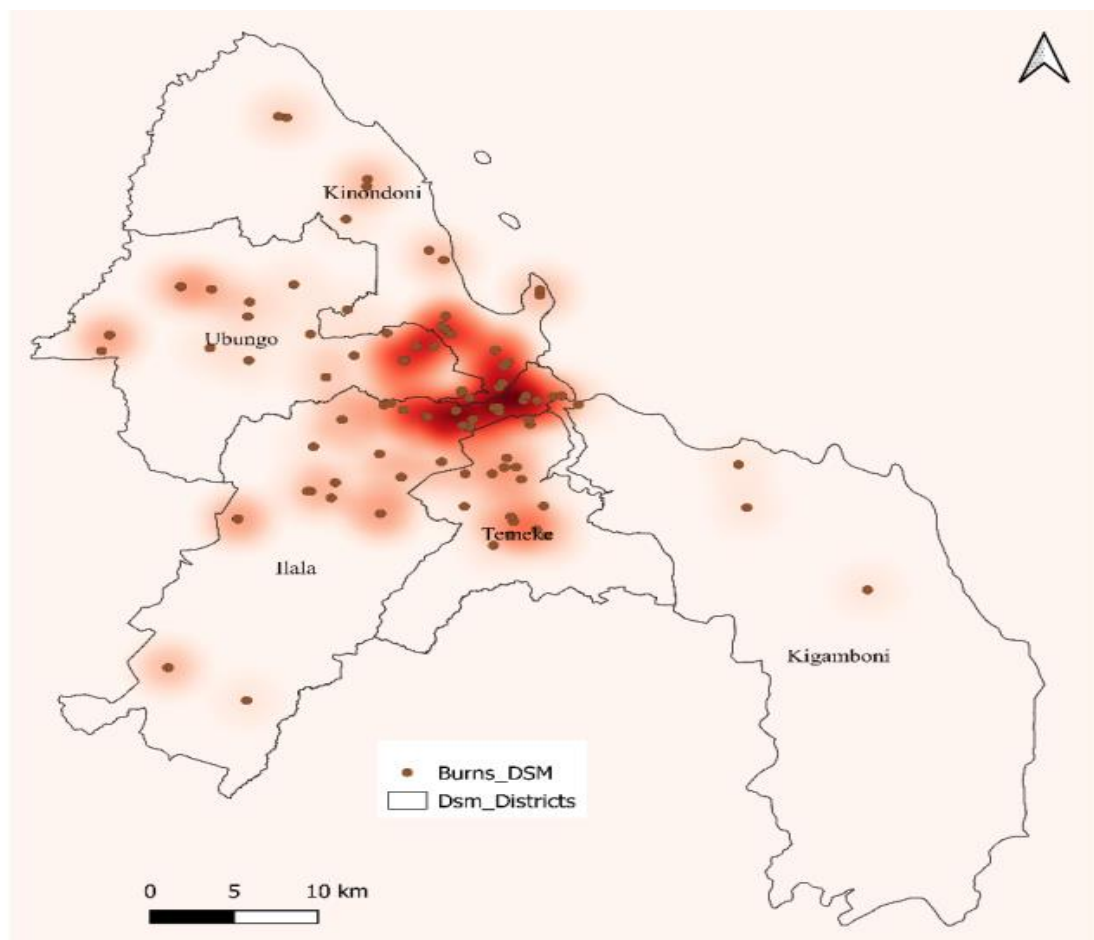 Kinondoni
Ubungo
Temeke
Ilala
Kigamboni
Burns_DSM
Dsm_Districts
0 5 10 km